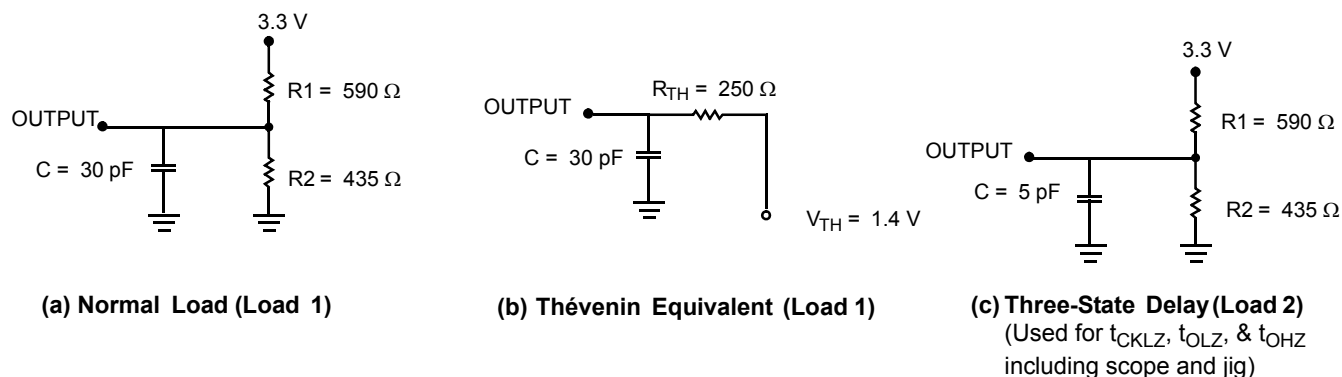 3.3 V
R1 = 590 Ω
OUTPUT
C = 30 pF
R2 = 435 Ω
(a) Normal Load (Load 1)
R_TH = 250 Ω
OUTPUT
C = 30 pF
V_TH = 1.4 V
(b) Thévenin Equivalent (Load 1)
3.3 V
R1 = 590 Ω
OUTPUT
C = 5 pF
R2 = 435 Ω
(c) Three-State Delay (Load 2)
(Used for t_CKLZ, t_OLZ, & t_OHZ
including scope and jig)